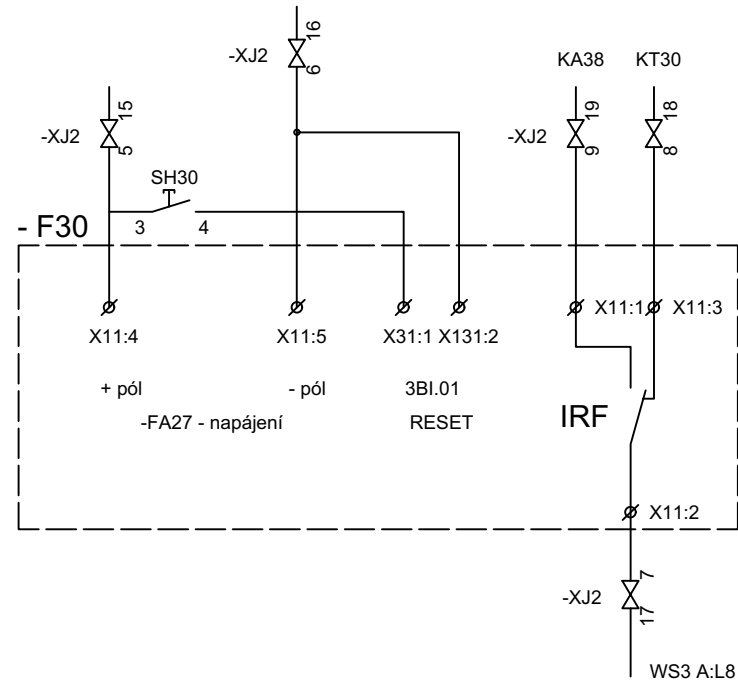 16
-XJ2
6
KA38
KT30
15
-XJ2
5
19
-XJ2
9
18
8
SH30
3
4
- F30
X11:4
X11:5
X31:1
X131:2
X11:1
X11:3
+ pól
- pól
3BI.01
-FA27 - napájení
RESET
IRF
X11:2
7
-XJ2
17
WS3 A:L8